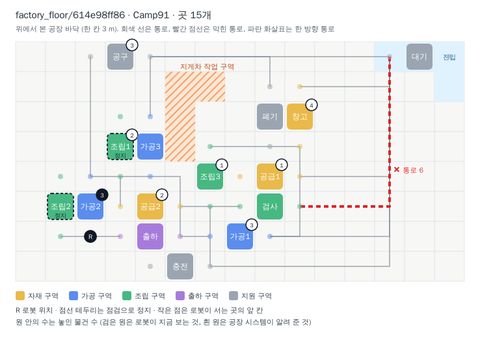 factory_floor/614e98ff86 · Camp91 · 곳 15개
위에서 본 공장 바닥 (한 칸 3 m). 회색 선은 통로, 빨간 점선은 막힌 통로, 파란 화살표는 한 방향 통로
공구 3
대기
진입
지게차 작업 구역
폐기
창고 4
조립1 2
정지
가공3
조립3 1
공급1 1
× 통로 6
조립2
정지
가공2 3
공급2 2
검사
R
출하
가공1 3
충전
자재 구역 가공 구역 조립 구역 출하 구역 지원 구역
R 로봇 위치 · 점선 테두리는 점검으로 정지 · 작은 점은 로봇이 서는 곳의 앞 칸
원 안의 수는 놓인 물건 수 (검은 원은 로봇이 지금 보는 것, 흰 원은 공장 시스템이 알려 준 것)